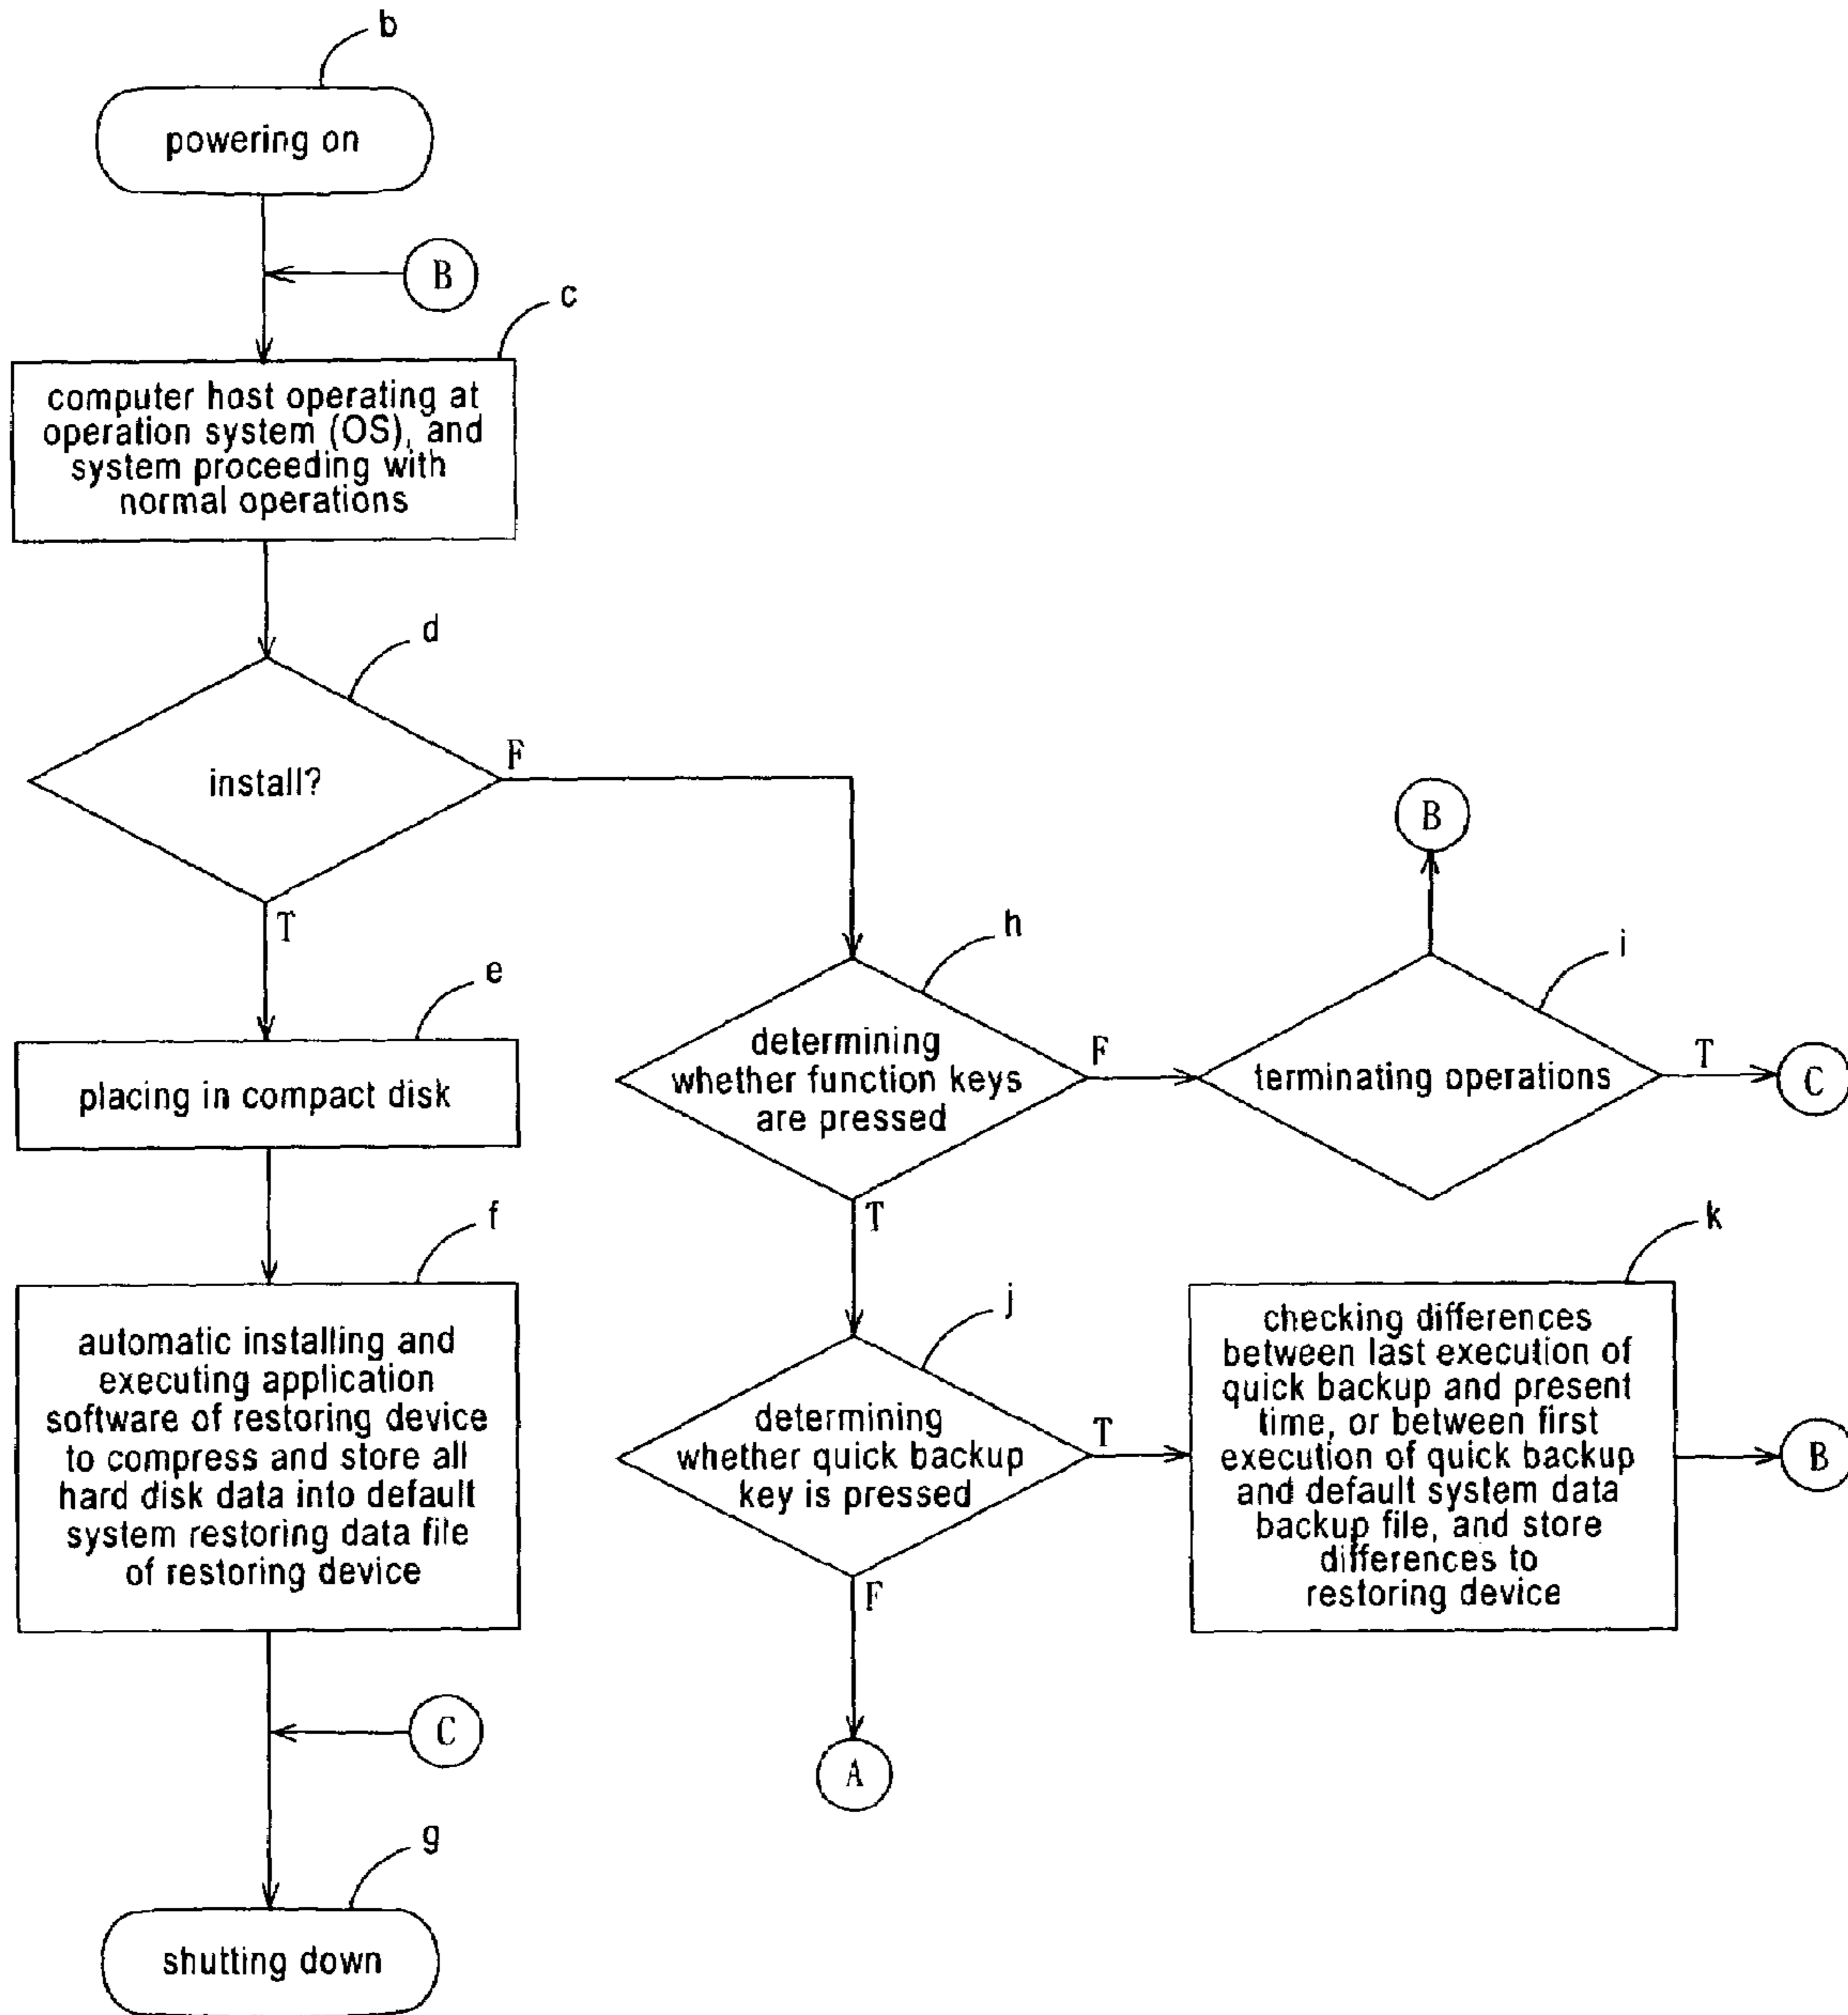 b
powering on
B
c
computer host operating at
operation system (OS), and
system proceeding with
normal operations
d
install?
F
T
e
placing in compact disk
f
automatic installing and
executing application
software of restoring device
to compress and store all
hard disk data into default
system restoring data file
of restoring device
C
g
shutting down
h
determining
whether function keys
are pressed
F
T
B
i
terminating operations
T
C
j
determining
whether quick backup
key is pressed
T
F
A
k
checking differences
between last execution of
quick backup and present
time, or between first
execution of quick backup
and default system data
backup file, and store
differences to
restoring device
B